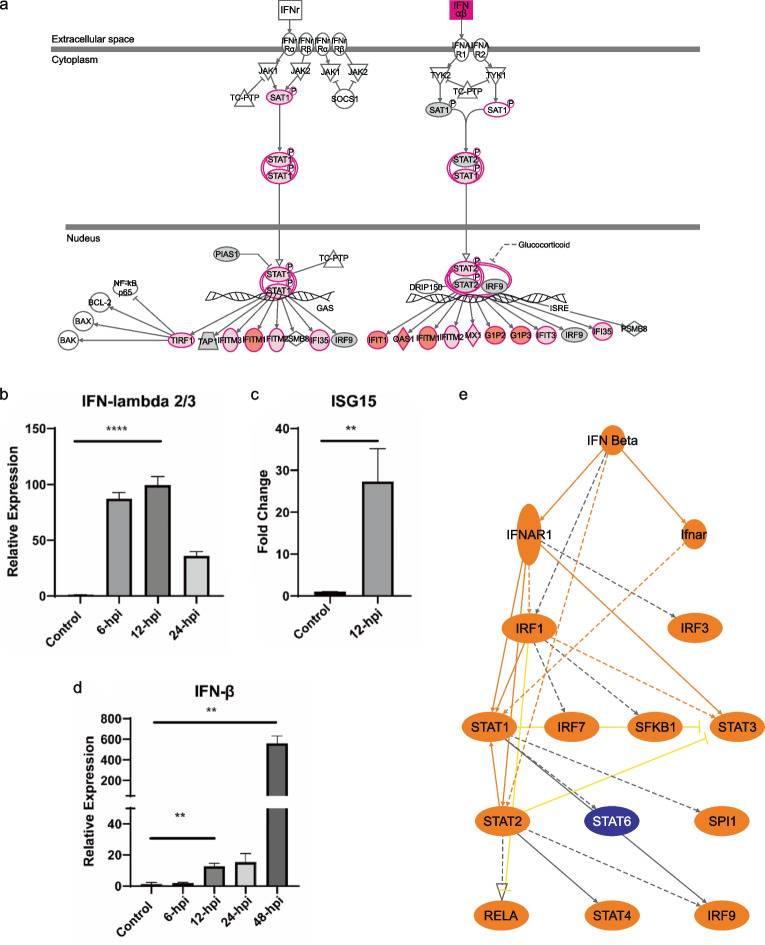 a
IFNr
IFN
αβ
Extracellular space
Cytoplasm
IFNr
Rα
IFNr
Rβ
IFNr
Rα
IFNr
Rβ
IFNA
R1
IFNA
R2
JAK1
JAK2
JAK1
JAK2
TYK2
TYK1
TC-PTP
SAT1
P
SOCS1
TC-PTP
SAT1
P
SAT1
P
STAT1
P
STAT1
P
STAT2
P
STAT1
P
Nudeus
PIAS1
TC-PTP
STAT1
P
STAT1
P
GAS
Glucocorticoid
STAT2
P
STAT2
P
IRF9
DRIP150
ISRE
NF-kB
p65
BCL-2
BAX
BAK
TIRF1
TAP1
IFITM3
IFITM1
IFITM2
PSMB8
IFI35
IRF9
IFIT1
OAS1
IFITM1
IFITM2
MX1
G1P2
G1P3
IFIT3
IRF9
IFI35
PSMB8
b
IFN-lambda 2/3
Relative Expression
150
100
50
0
****
Control
6-hpi
12-hpi
24-hpi
c
ISG15
Fold Change
40
30
20
10
0
**
Control
12-hpi
d
IFN-β
Relative Expression
800
600
400
200
40
20
0
**
**
Control
6-hpi
12-hpi
24-hpi
48-hpi
e
IFN Beta
IFNAR1
Ifnar
IRF1
IRF3
STAT1
IRF7
SFKB1
STAT3
STAT2
STAT6
SPI1
RELA
STAT4
IRF9